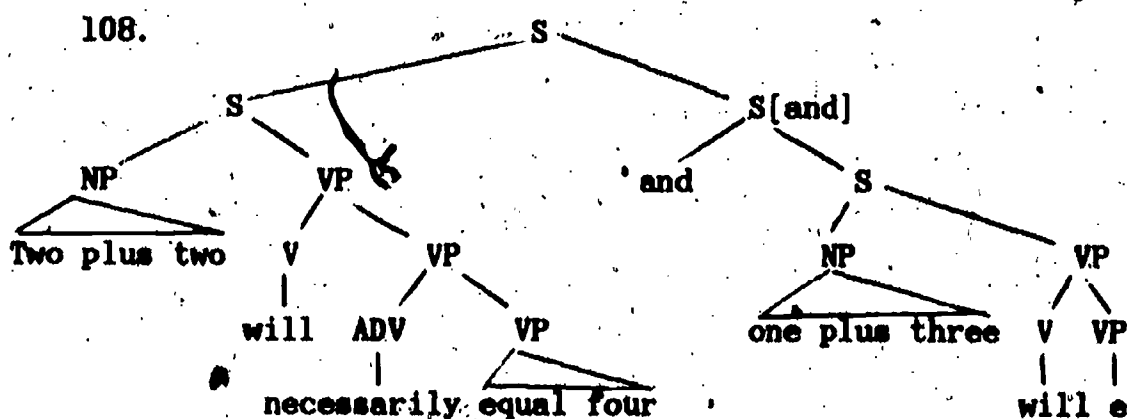 108.
S
S S[and]
NP VP and S
Two plus two V VP NP VP
will ADV VP one plus three V VP
necessarily equal four will e